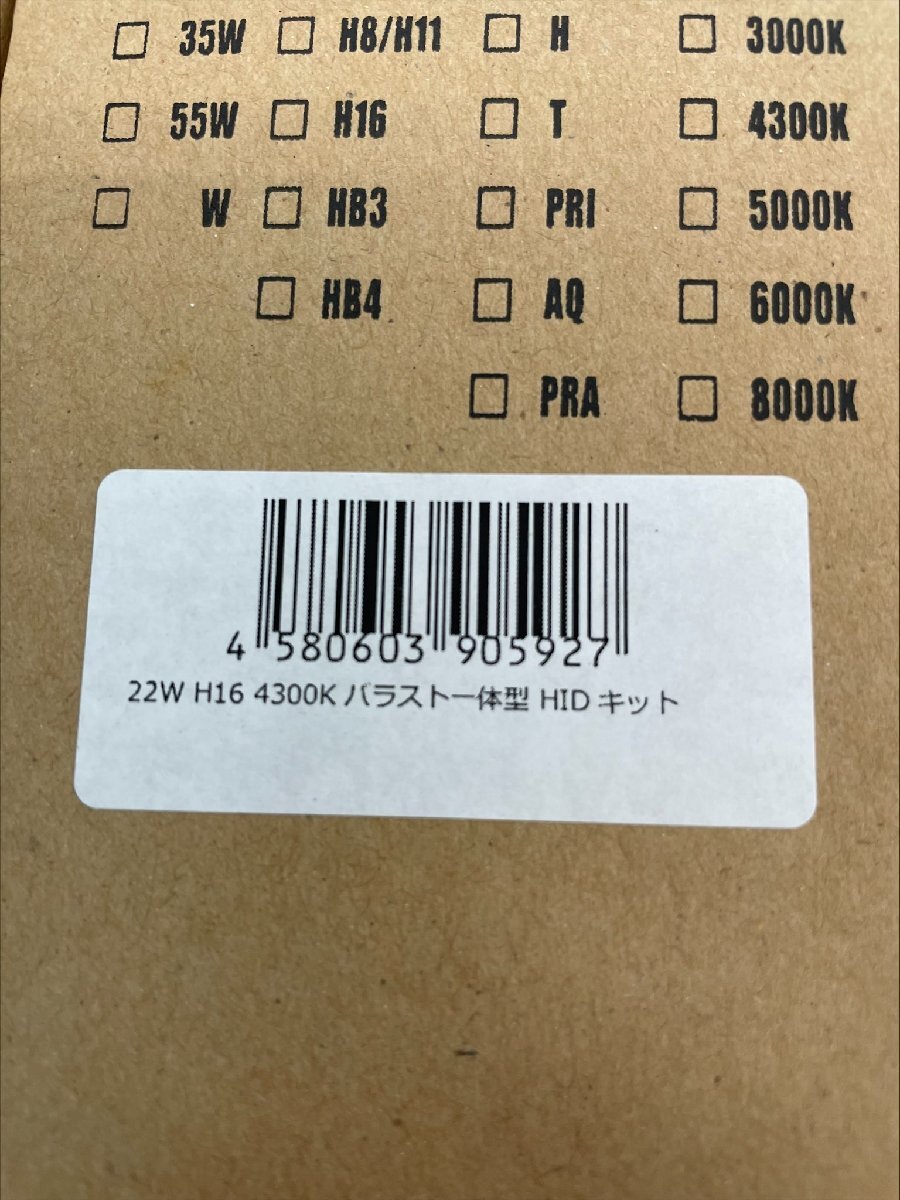 □ 35W □ H8/H11 □ H □ 3000K
□ 55W □ H16 □ T □ 4300K
□ W □ HB3 □ PRI □ 5000K
□ HB4 □ AQ □ 6000K
□ PRA □ 8000K
4 580603 905927
22W H16 4300K バラスト一体型 HID キット